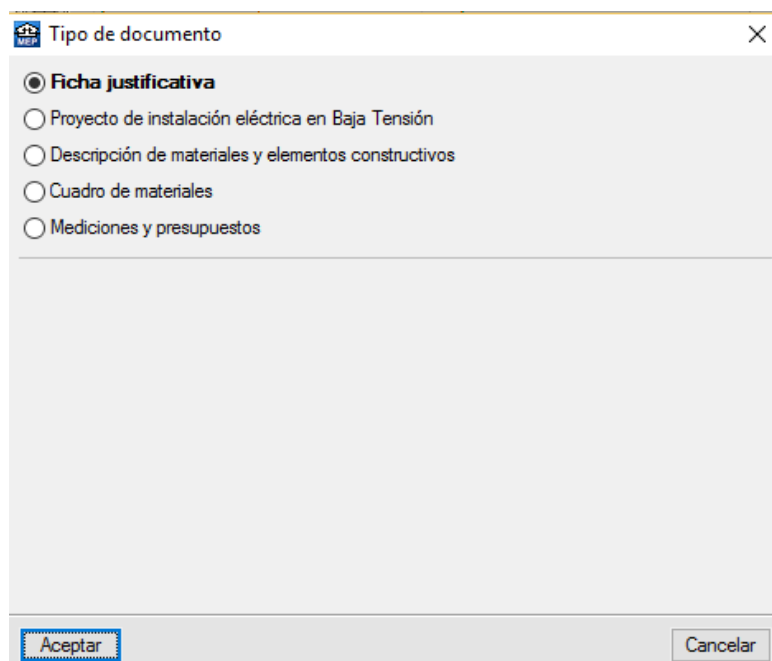 MEP Tipo de documento
Ficha justificativa
Proyecto de instalación eléctrica en Baja Tensión
Descripción de materiales y elementos constructivos
Cuadro de materiales
Mediciones y presupuestos
Aceptar Cancelar